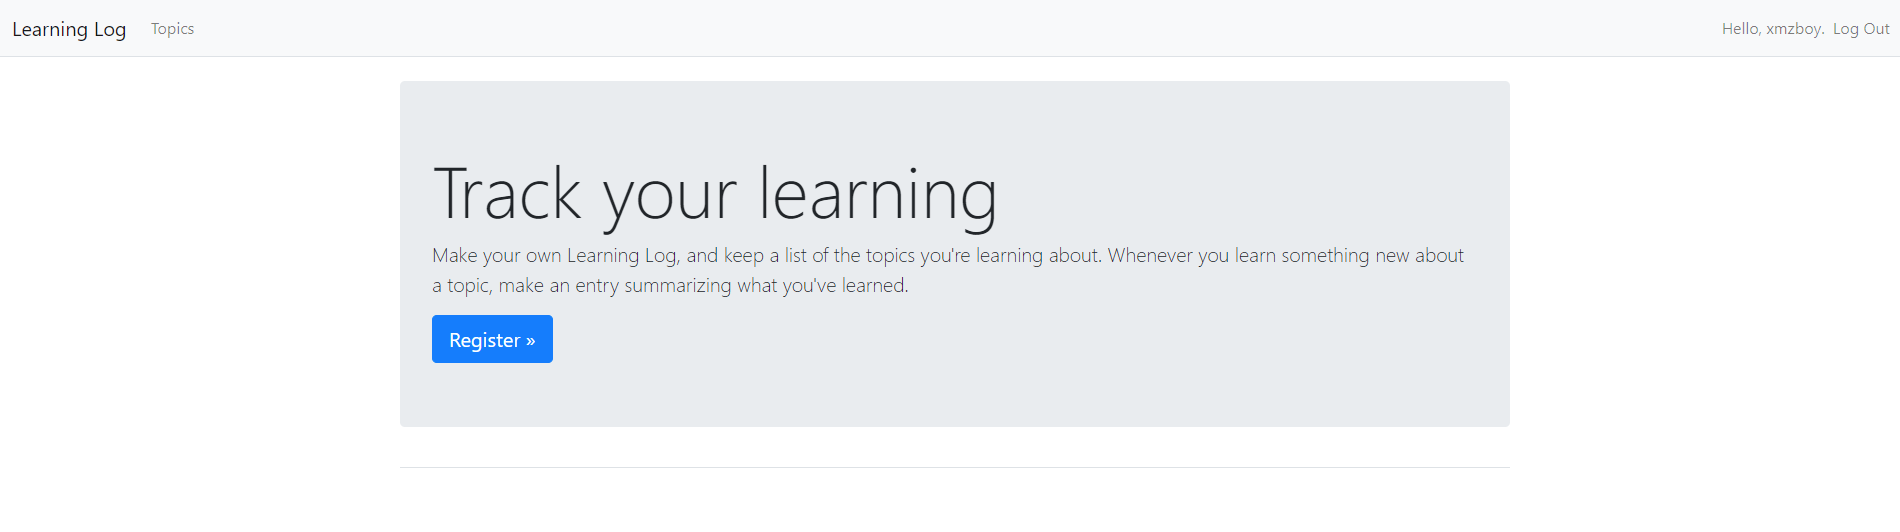 Learning Log Topics Hello, xmzboy. Log Out
Track your learning
Make your own Learning Log, and keep a list of the topics you're learning about. Whenever you learn something new about
a topic, make an entry summarizing what you've learned.
Register »